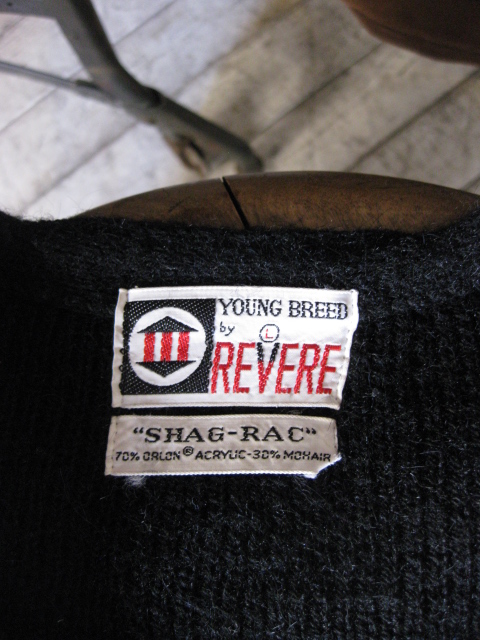 YOUNG BREED
by L
REVERE
"SHAG-RAC"
70% ORLON® ACRYLIC-30% MOHAIR